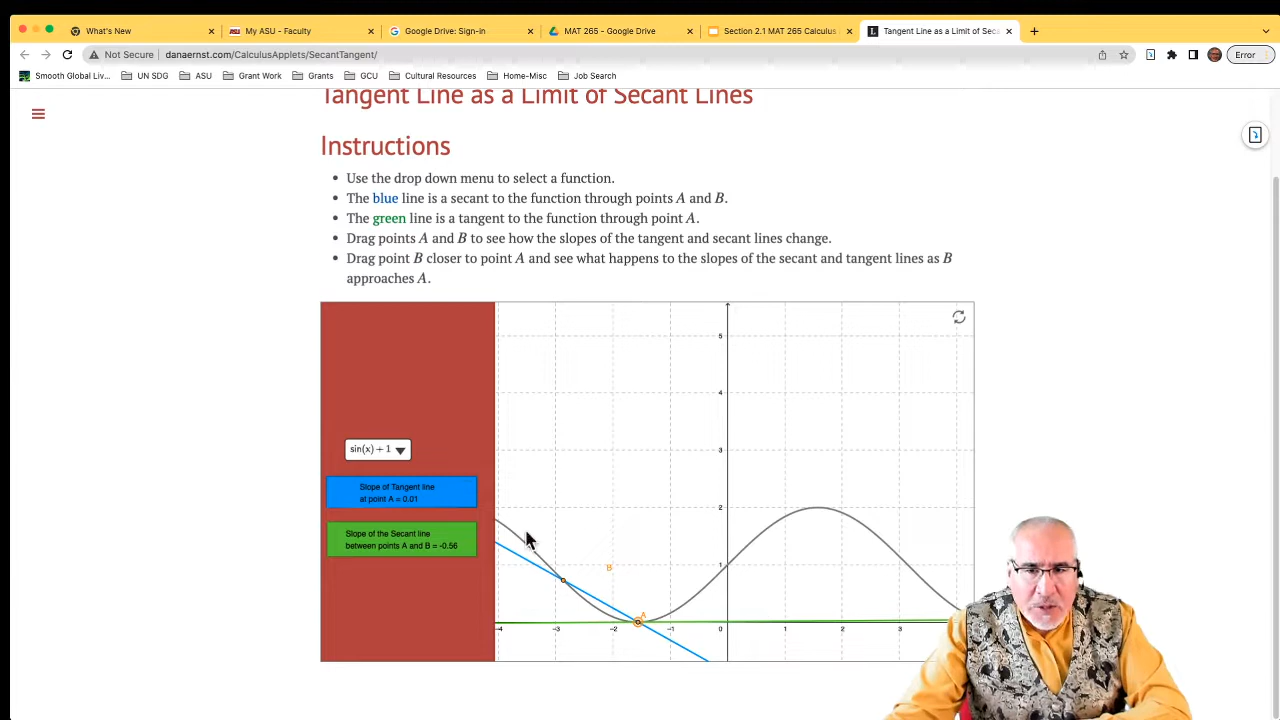 What's New
My ASU - Faculty
Google Drive: Sign-in
MAT 265 - Google Drive
Section 2.1 MAT 265 Calculus
Tangent Line as a Limit of Seca
Not Secure
danaernst.com/CalculusApplets/SecantTangent/
Error
Smooth Global Liv...
UN SDG
ASU
Grant Work
Grants
GCU
Cultural Resources
Home-Misc
Job Search
Tangent Line as a Limit of Secant Lines
Instructions
• Use the drop down menu to select a function.
• The blue line is a secant to the function through points A and B.
• The green line is a tangent to the function through point A.
• Drag points A and B to see how the slopes of the tangent and secant lines change.
• Drag point B closer to point A and see what happens to the slopes of the secant and tangent lines as B
approaches A.
sin(x) + 1
Slope of Tangent line
at point A = 0.01
Slope of the Secant line
between points A and B = -0.56
5
4
3
2
1
B
A
-4 -3 -2 -1 0 1 2 3